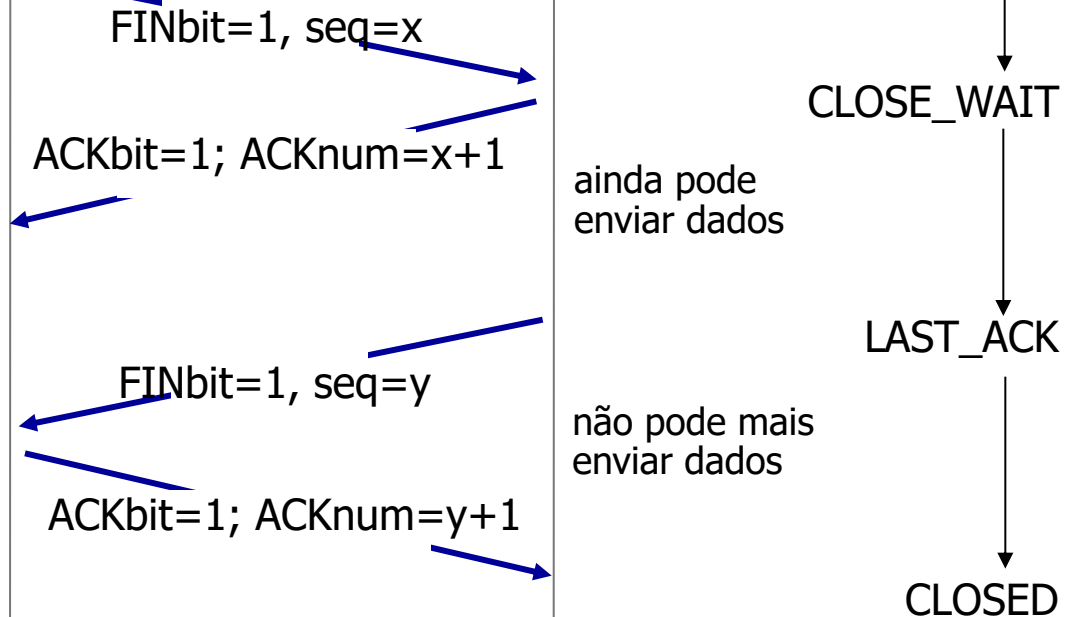 FINbit=1, seq=x
CLOSE_WAIT
ACKbit=1; ACKnum=x+1
ainda pode
enviar dados
LAST_ACK
FINbit=1, seq=y
não pode mais
enviar dados
ACKbit=1; ACKnum=y+1
CLOSED